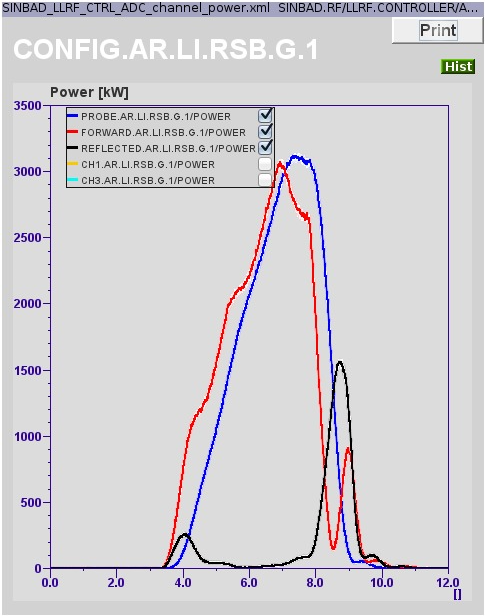 SINBAD_LLRF_CTRL_ADC_channel_power.xml SINBAD.RF/LLRF.CONTROLLER/A...
Print
CONFIG.AR.LI.RSB.G.1
Hist
Power [kW]
PROBE.AR.LI.RSB.G.1/POWER
FORWARD.AR.LI.RSB.G.1/POWER
REFLECTED.AR.LI.RSB.G.1/POWER
CH1.AR.LI.RSB.G.1/POWER
CH3.AR.LI.RSB.G.1/POWER
3500
3000
2500
2000
1500
1000
500
0
0.0 2.0 4.0 6.0 8.0 10.0 12.0
[]